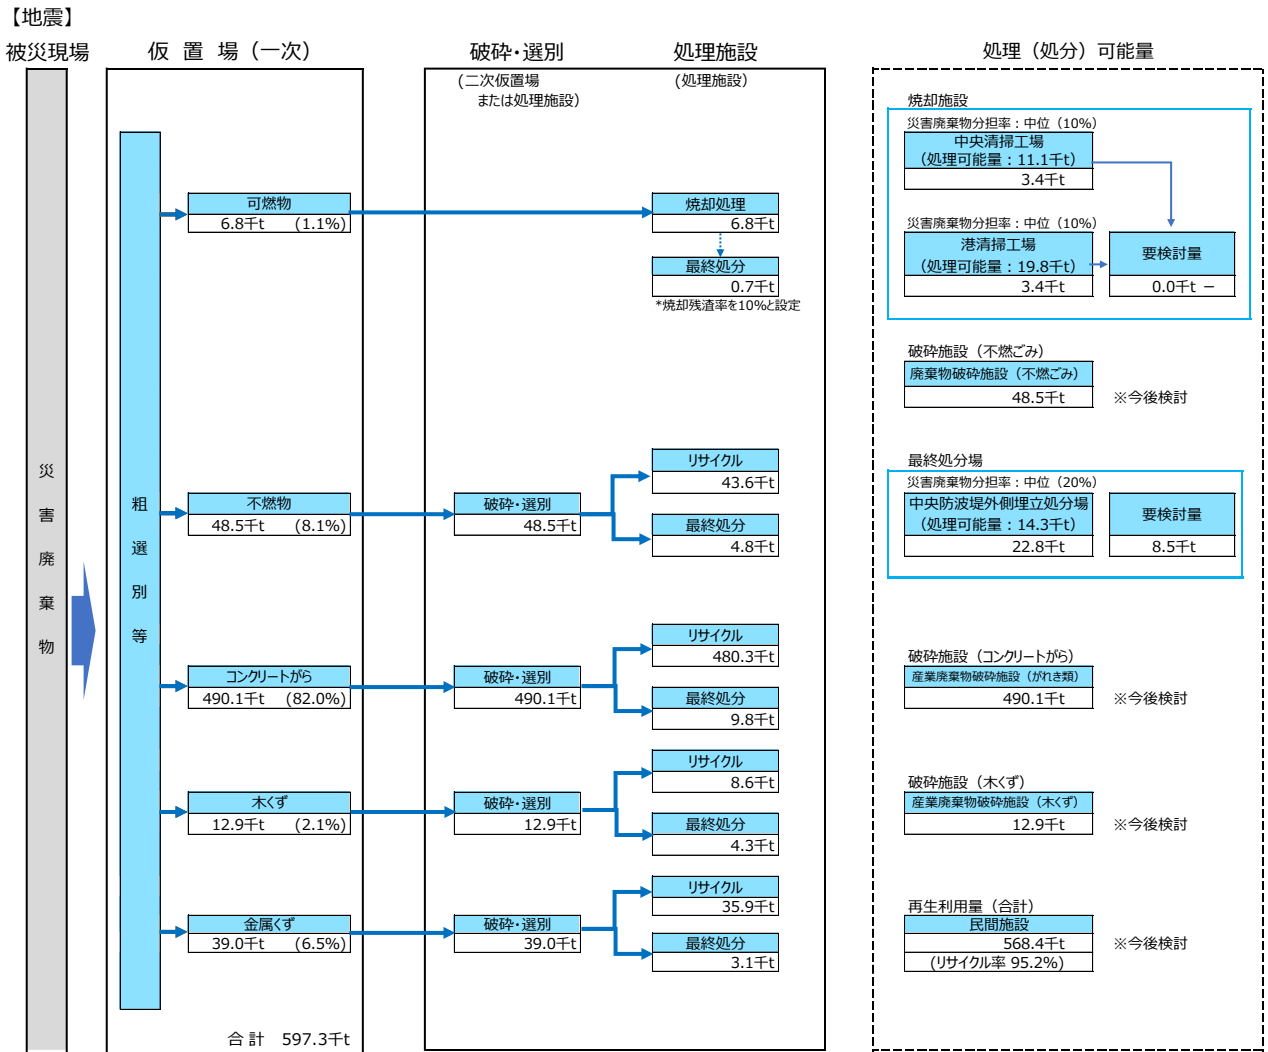 【地震】
被災現場
仮 置 場（一次）
破砕・選別
処理施設
処理（処分）可能量
(二次仮置場
または処理施設)
(処理施設)
災害廃棄物
粗選別等
可燃物
6.8千t (1.1%)
焼却処理
6.8千t
最終処分
0.7千t
*焼却残渣率を10%と設定
不燃物
48.5千t (8.1%)
破砕・選別
48.5千t
リサイクル
43.6千t
最終処分
4.8千t
コンクリートがら
490.1千t (82.0%)
破砕・選別
490.1千t
リサイクル
480.3千t
最終処分
9.8千t
木くず
12.9千t (2.1%)
破砕・選別
12.9千t
リサイクル
8.6千t
最終処分
4.3千t
金属くず
39.0千t (6.5%)
破砕・選別
39.0千t
リサイクル
35.9千t
最終処分
3.1千t
合 計 597.3千t
焼却施設
災害廃棄物分担率：中位（10%）
中央清掃工場
（処理可能量：11.1千t）
3.4千t
災害廃棄物分担率：中位（10%）
港清掃工場
（処理可能量：19.8千t）
3.4千t
要検討量
0.0千t －
破砕施設（不燃ごみ）
廃棄物破砕施設（不燃ごみ）
48.5千t ※今後検討
最終処分場
災害廃棄物分担率：中位（20%）
中央防波堤外側埋立処分場
（処理可能量：14.3千t）
22.8千t
要検討量
8.5千t
破砕施設（コンクリートがら）
産業廃棄物破砕施設（がれき類）
490.1千t ※今後検討
破砕施設（木くず）
産業廃棄物破砕施設（木くず）
12.9千t ※今後検討
再生利用量（合計）
民間施設
568.4千t ※今後検討
(リサイクル率 95.2%)